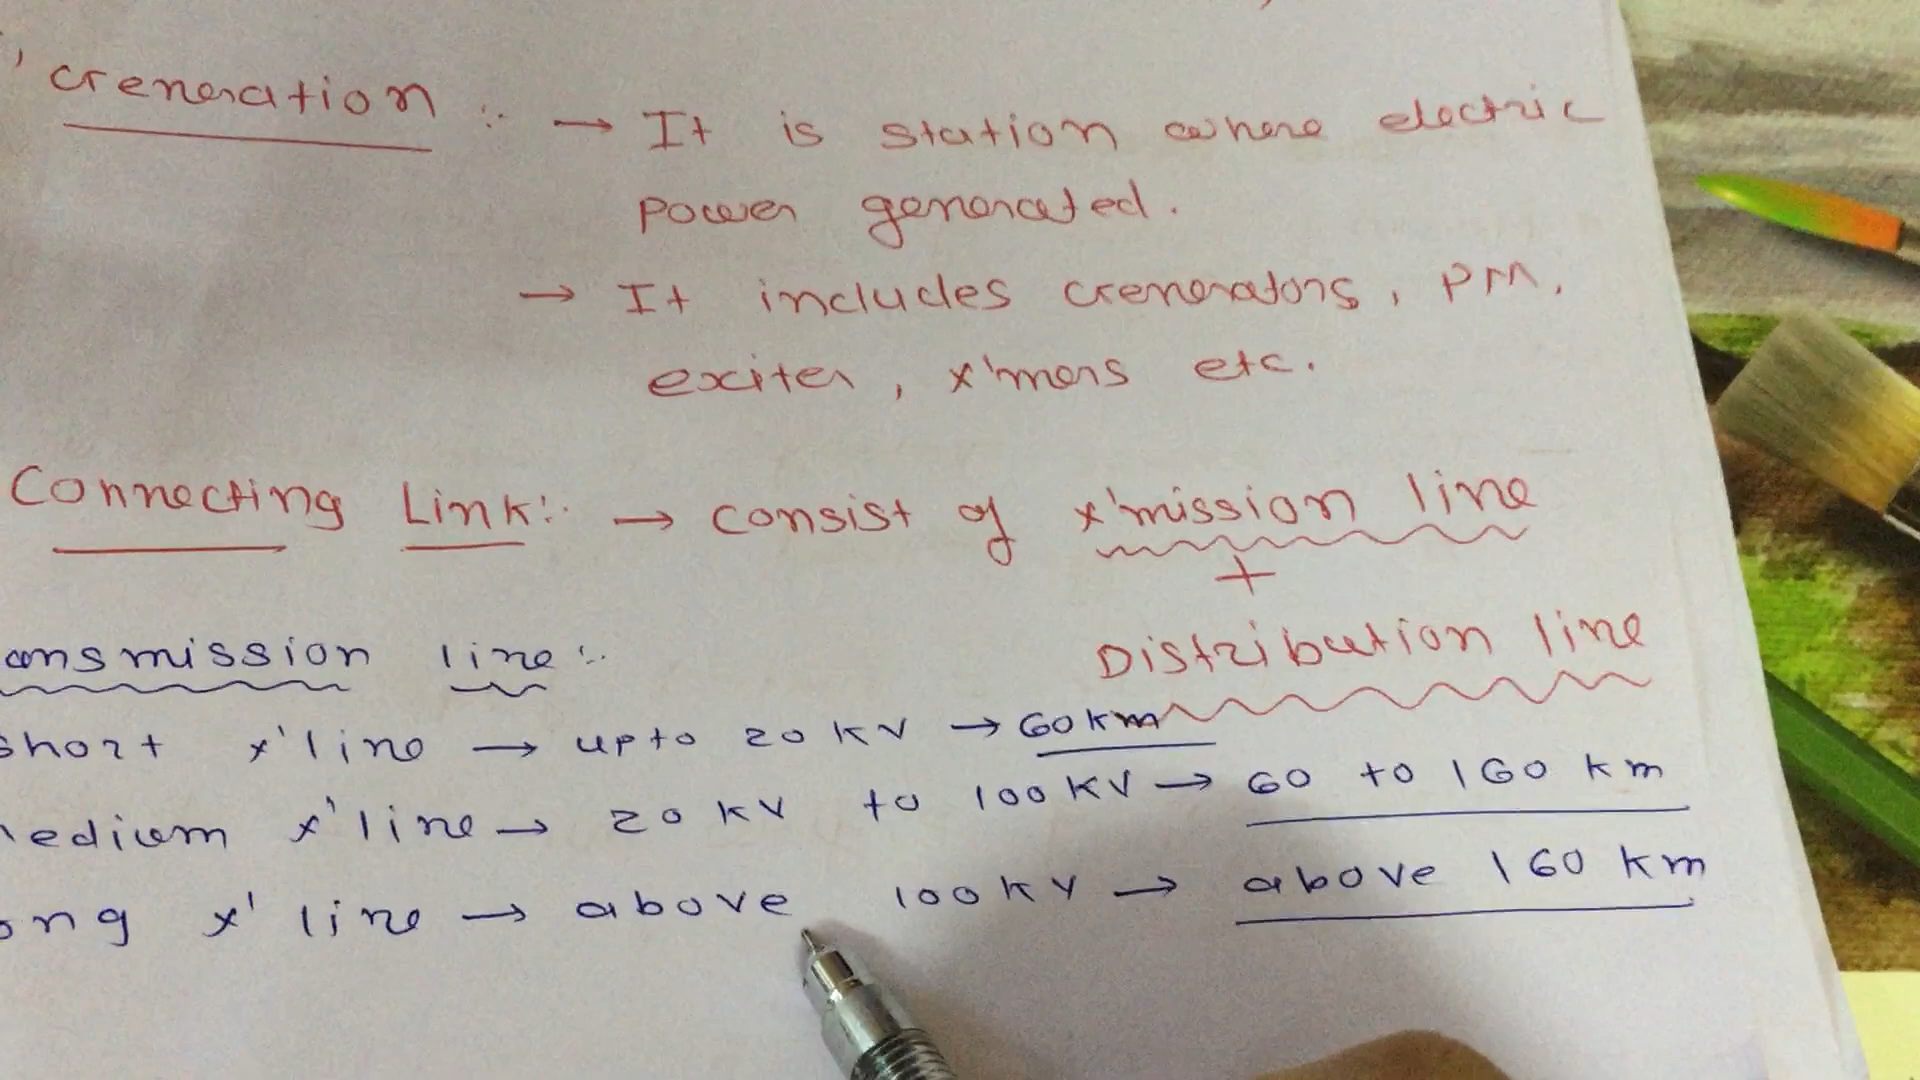 Generation :- → It is station where electric
power generated.
→ It includes Generators, PM,
exciter, x'mers etc.
Connecting Link :- → consist of x'mission line
+
Distribution line
ansmission line :-
short x'line → upto 20 kV → 60 km
medium x'line → 20 kV to 100 kV → 60 to 160 km
ong x' line → above 100 kV → above 160 km